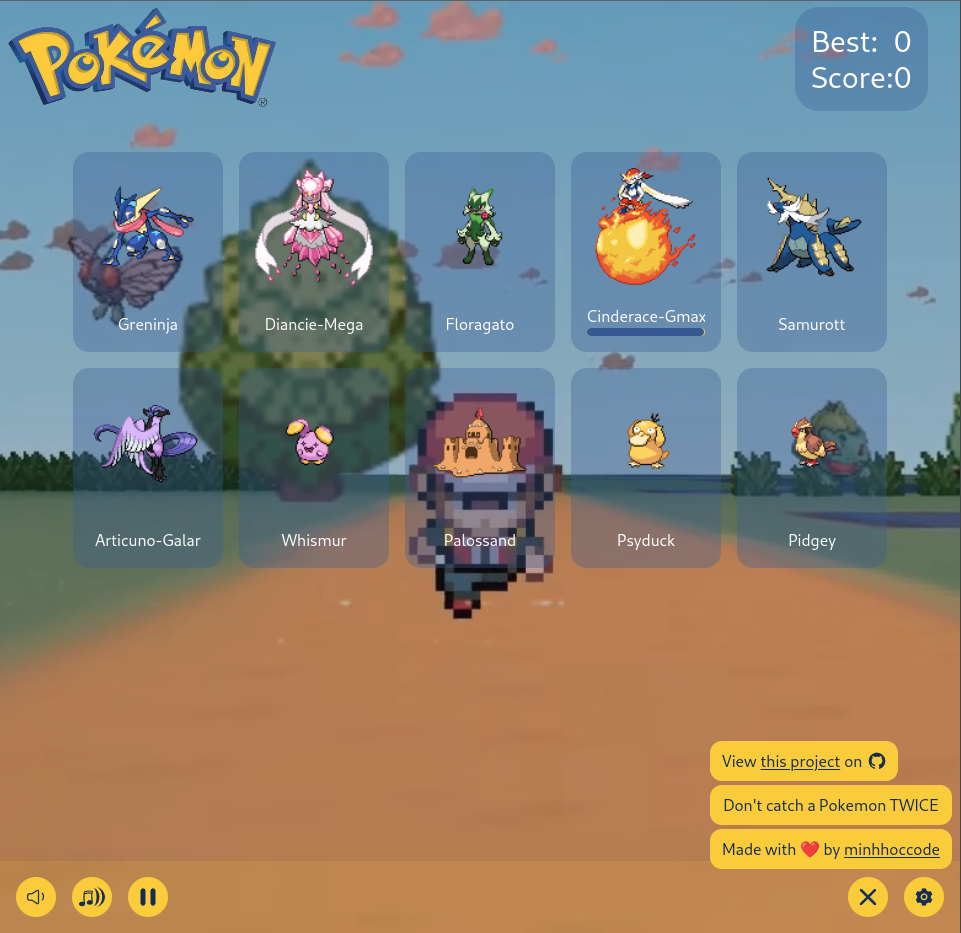 POKéMON
®
Best: 0
Score:0
Greninja
Diancie-Mega
Floragato
Cinderace-Gmax
Samurott
Articuno-Galar
Whismur
Palossand
Psyduck
Pidgey
View this project on
Don't catch a Pokemon TWICE
Made with ❤️ by minhhoccode